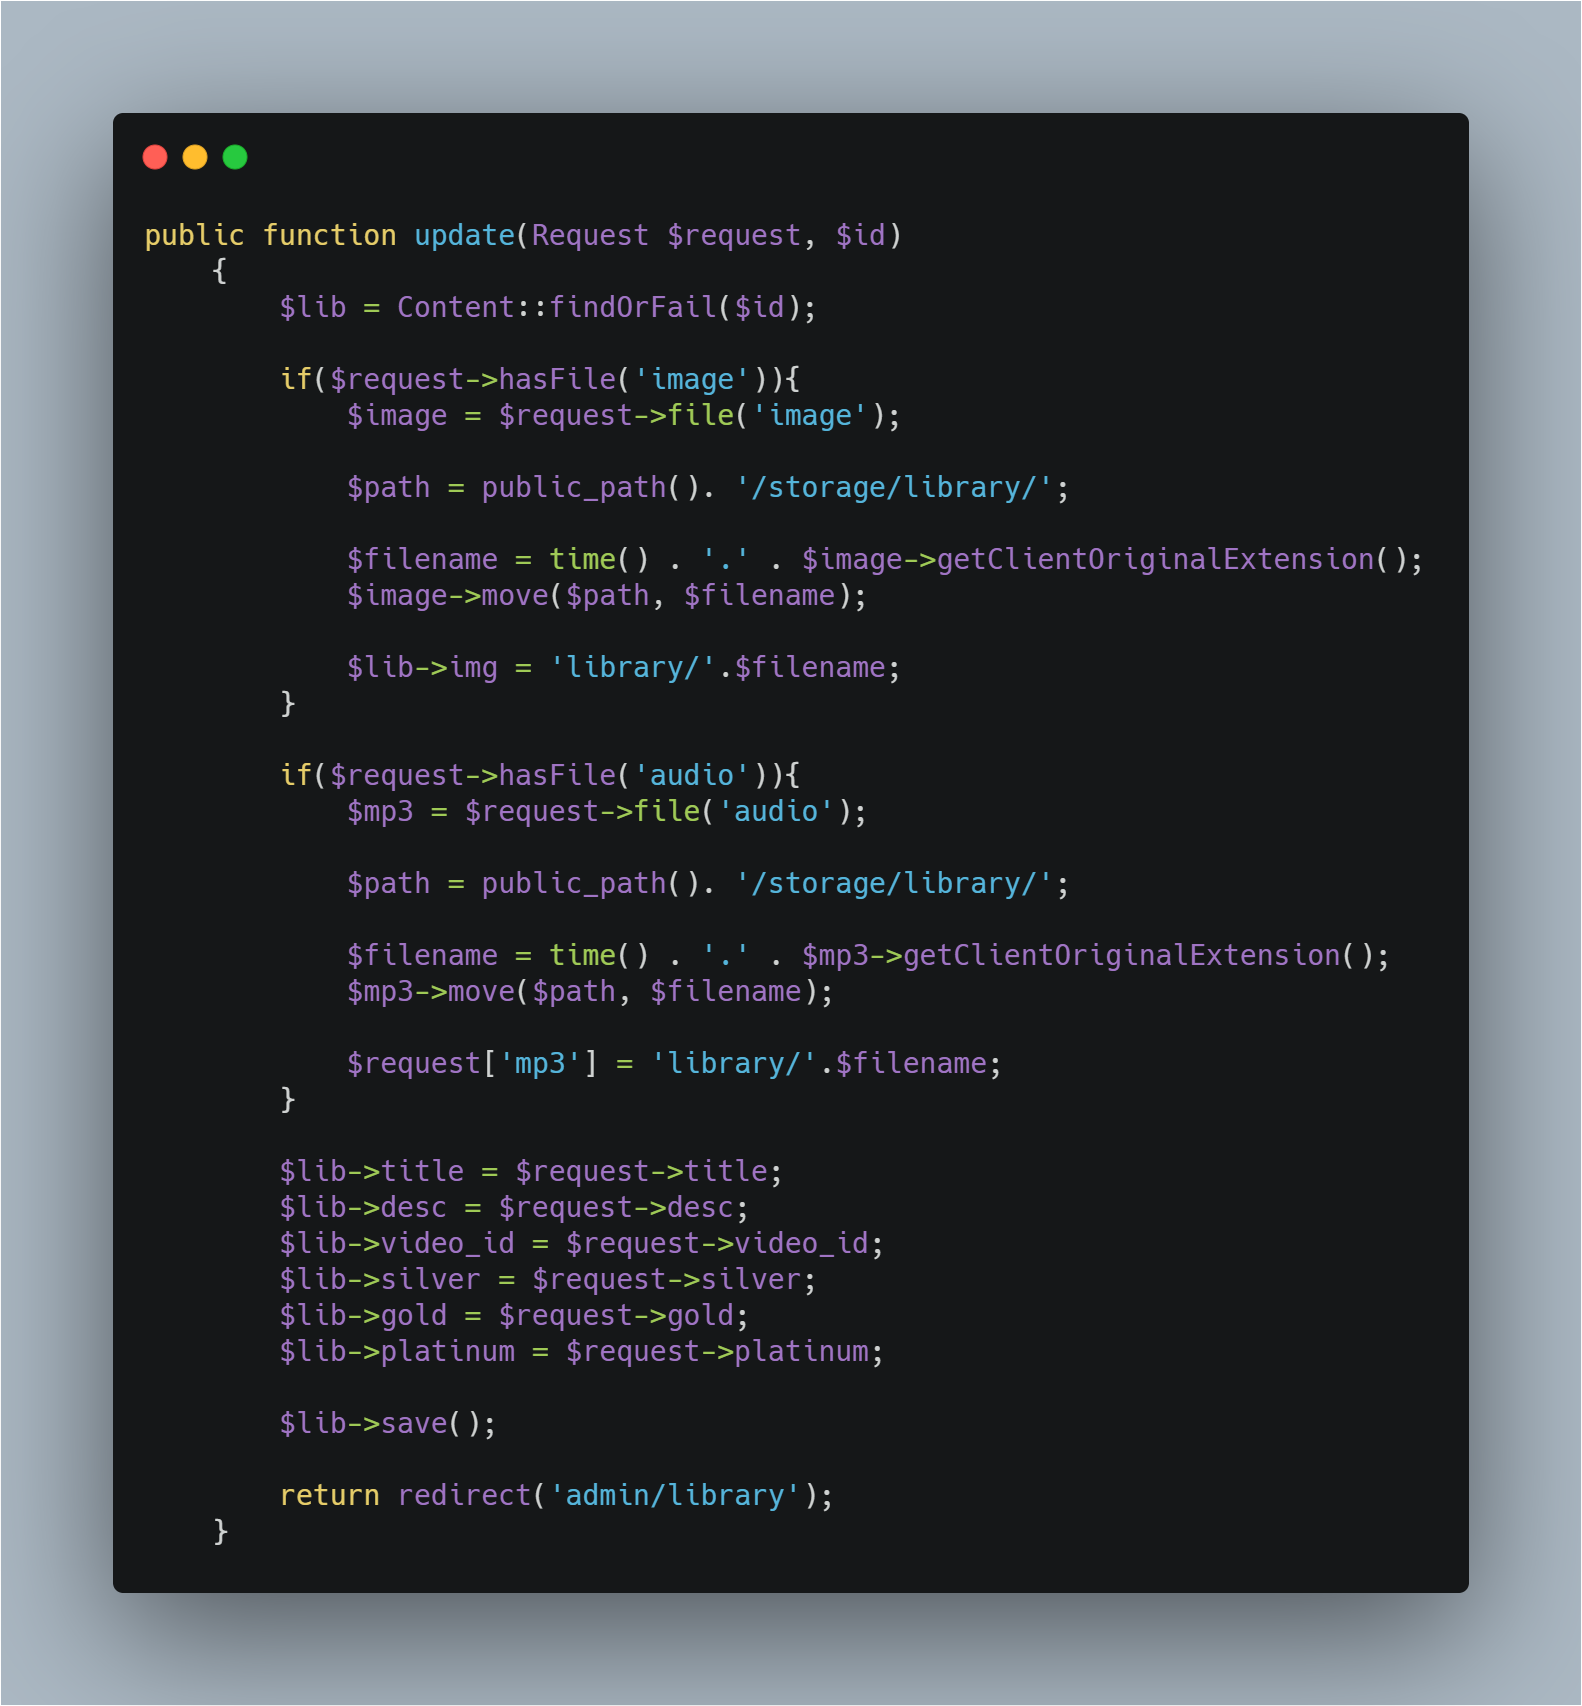 public function update(Request $request, $id)
    {
        $lib = Content::findOrFail($id);

        if($request->hasFile('image')){
            $image = $request->file('image');

            $path = public_path(). '/storage/library/';

            $filename = time() . '.' . $image->getClientOriginalExtension();
            $image->move($path, $filename);

            $lib->img = 'library/'.$filename;
        }

        if($request->hasFile('audio')){
            $mp3 = $request->file('audio');

            $path = public_path(). '/storage/library/';

            $filename = time() . '.' . $mp3->getClientOriginalExtension();
            $mp3->move($path, $filename);

            $request['mp3'] = 'library/'.$filename;
        }

        $lib->title = $request->title;
        $lib->desc = $request->desc;
        $lib->video_id = $request->video_id;
        $lib->silver = $request->silver;
        $lib->gold = $request->gold;
        $lib->platinum = $request->platinum;

        $lib->save();

        return redirect('admin/library');
    }